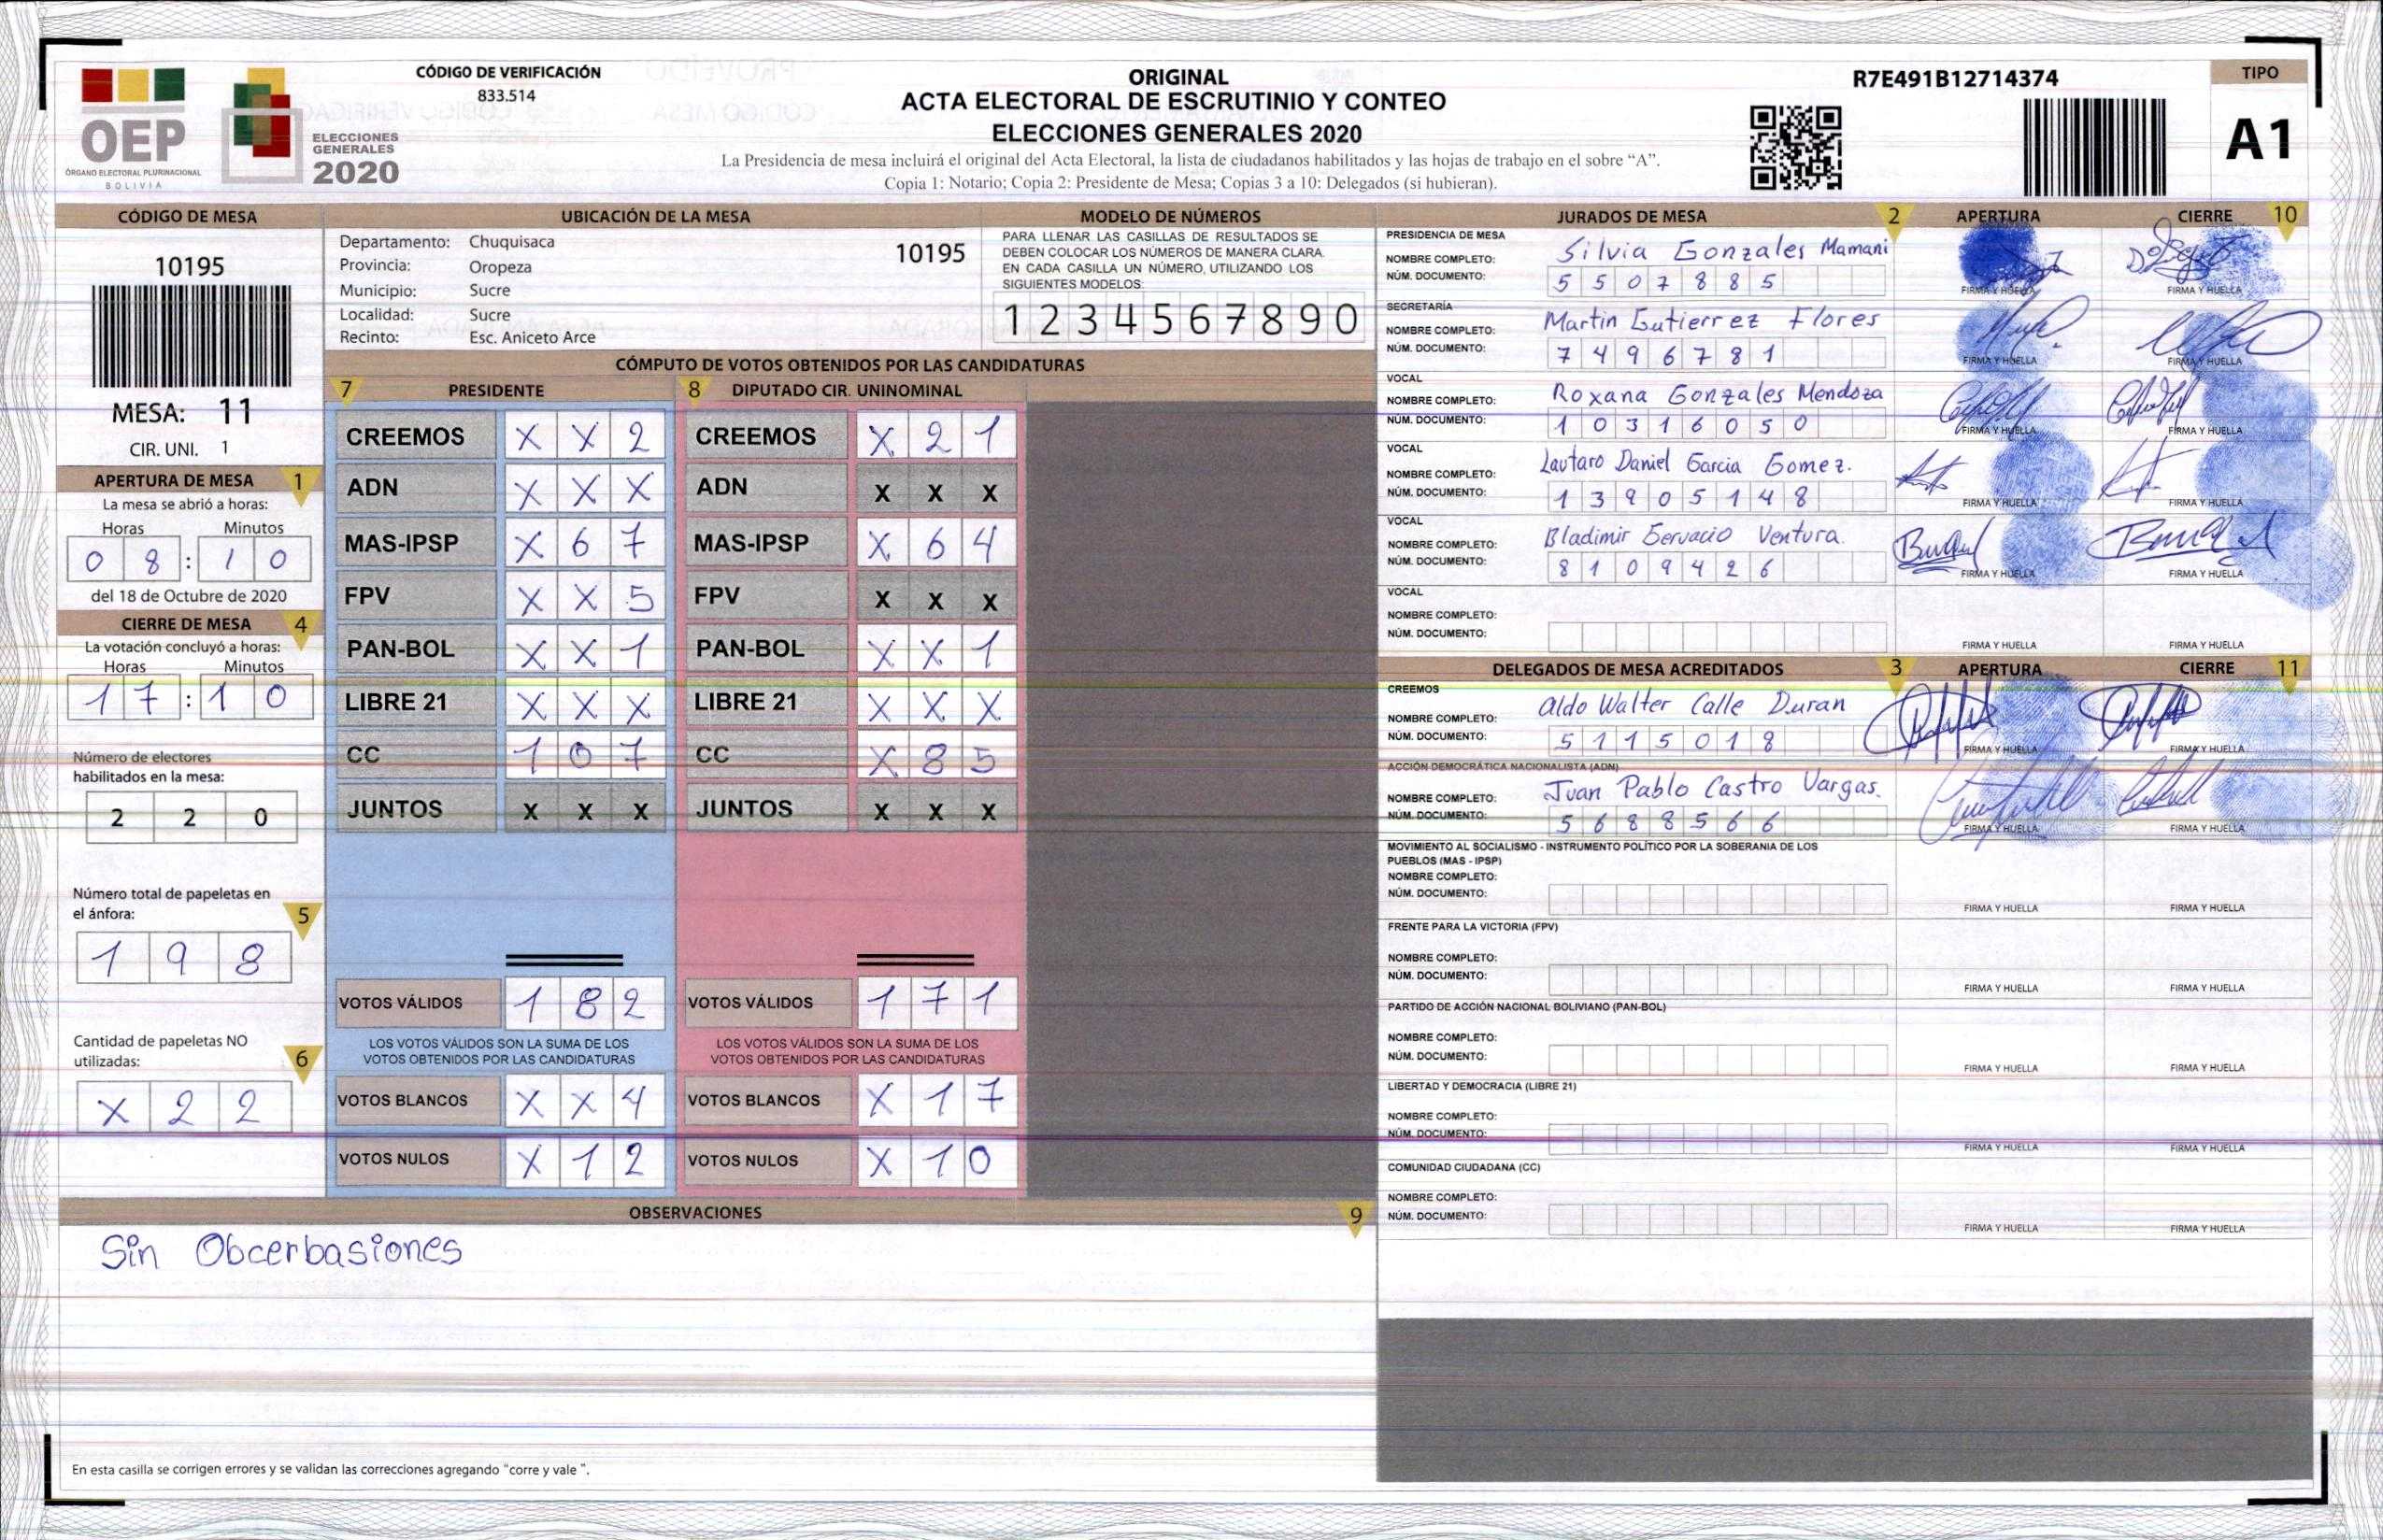 OEP
ÓRGANO ELECTORAL PLURINACIONAL
BOLIVIA
ELECCIONES
GENERALES
2020
CÓDIGO DE VERIFICACIÓN
833.514
ORIGINAL
ACTA ELECTORAL DE ESCRUTINIO Y CONTEO
ELECCIONES GENERALES 2020
La Presidencia de mesa incluirá el original del Acta Electoral, la lista de ciudadanos habilitados y las hojas de trabajo en el sobre “A”.
Copia 1: Notario; Copia 2: Presidente de Mesa; Copias 3 a 10: Delegados (si hubieran).
R7E491B12714374
TIPO
A1
CÓDIGO DE MESA
10195
MESA: 11
CIR. UNI. 1
APERTURA DE MESA 1
La mesa se abrió a horas:
Horas Minutos
0 8 : 1 0
del 18 de Octubre de 2020
CIERRE DE MESA 4
La votación concluyó a horas:
Horas Minutos
1 7 : 1 0
Número de electores
habilitados en la mesa:
2 2 0
Número total de papeletas en
el ánfora: 5
1 9 8
Cantidad de papeletas NO
utilizadas: 6
X 2 2
UBICACIÓN DE LA MESA
Departamento: Chuquisaca 10195
Provincia: Oropeza
Municipio: Sucre
Localidad: Sucre
Recinto: Esc. Aniceto Arce
MODELO DE NÚMEROS
PARA LLENAR LAS CASILLAS DE RESULTADOS SE
DEBEN COLOCAR LOS NÚMEROS DE MANERA CLARA.
EN CADA CASILLA UN NÚMERO, UTILIZANDO LOS
SIGUIENTES MODELOS:
1 2 3 4 5 6 7 8 9 0
CÓMPUTO DE VOTOS OBTENIDOS POR LAS CANDIDATURAS
7 PRESIDENTE 8 DIPUTADO CIR. UNINOMINAL
CREEMOS X X 2 CREEMOS X 2 1
ADN X X X ADN X X X
MAS-IPSP X 6 7 MAS-IPSP X 6 4
FPV X X 5 FPV X X X
PAN-BOL X X 1 PAN-BOL X X 1
LIBRE 21 X X X LIBRE 21 X X X
CC 1 0 7 CC X 8 5
JUNTOS X X X JUNTOS X X X
VOTOS VÁLIDOS 1 8 2 VOTOS VÁLIDOS 1 7 1
LOS VOTOS VÁLIDOS SON LA SUMA DE LOS LOS VOTOS VÁLIDOS SON LA SUMA DE LOS
VOTOS OBTENIDOS POR LAS CANDIDATURAS VOTOS OBTENIDOS POR LAS CANDIDATURAS
VOTOS BLANCOS X X 4 VOTOS BLANCOS X 1 7
VOTOS NULOS X 1 2 VOTOS NULOS X 1 0
OBSERVACIONES 9
Sin Obcerbasiones
En esta casilla se corrigen errores y se validan las correcciones agregando “corre y vale ”.
JURADOS DE MESA 2 APERTURA CIERRE 10
PRESIDENCIA DE MESA
NOMBRE COMPLETO: Silvia Gonzales Mamani
NÚM. DOCUMENTO: 5 5 0 7 8 8 5
FIRMA Y HUELLA FIRMA Y HUELLA
SECRETARÍA
NOMBRE COMPLETO: Martin Gutierrez Flores
NÚM. DOCUMENTO: 7 4 9 6 7 8 1
FIRMA Y HUELLA FIRMA Y HUELLA
VOCAL
NOMBRE COMPLETO: Roxana Gonzales Mendoza
NÚM. DOCUMENTO: 1 0 3 1 6 0 5 0
FIRMA Y HUELLA FIRMA Y HUELLA
VOCAL
NOMBRE COMPLETO: Lautaro Daniel Garcia Gomez.
NÚM. DOCUMENTO: 1 3 9 0 5 1 4 8
FIRMA Y HUELLA FIRMA Y HUELLA
VOCAL
NOMBRE COMPLETO: Bladimir Gervacio Ventura.
NÚM. DOCUMENTO: 8 1 0 9 4 2 6
FIRMA Y HUELLA FIRMA Y HUELLA
VOCAL
NOMBRE COMPLETO:
NÚM. DOCUMENTO:
FIRMA Y HUELLA FIRMA Y HUELLA
DELEGADOS DE MESA ACREDITADOS 3 APERTURA CIERRE 11
CREEMOS
NOMBRE COMPLETO: Aldo Walter Calle Duran
NÚM. DOCUMENTO: 5 1 1 5 0 1 8
FIRMA Y HUELLA FIRMA Y HUELLA
ACCIÓN DEMOCRÁTICA NACIONALISTA (ADN)
NOMBRE COMPLETO: Juan Pablo Castro Vargas.
NÚM. DOCUMENTO: 5 6 8 8 5 6 6
FIRMA Y HUELLA FIRMA Y HUELLA
MOVIMIENTO AL SOCIALISMO - INSTRUMENTO POLÍTICO POR LA SOBERANIA DE LOS
PUEBLOS (MAS - IPSP)
NOMBRE COMPLETO:
NÚM. DOCUMENTO:
FIRMA Y HUELLA FIRMA Y HUELLA
FRENTE PARA LA VICTORIA (FPV)
NOMBRE COMPLETO:
NÚM. DOCUMENTO:
FIRMA Y HUELLA FIRMA Y HUELLA
PARTIDO DE ACCIÓN NACIONAL BOLIVIANO (PAN-BOL)
NOMBRE COMPLETO:
NÚM. DOCUMENTO:
FIRMA Y HUELLA FIRMA Y HUELLA
LIBERTAD Y DEMOCRACIA (LIBRE 21)
NOMBRE COMPLETO:
NÚM. DOCUMENTO:
FIRMA Y HUELLA FIRMA Y HUELLA
COMUNIDAD CIUDADANA (CC)
NOMBRE COMPLETO:
NÚM. DOCUMENTO:
FIRMA Y HUELLA FIRMA Y HUELLA